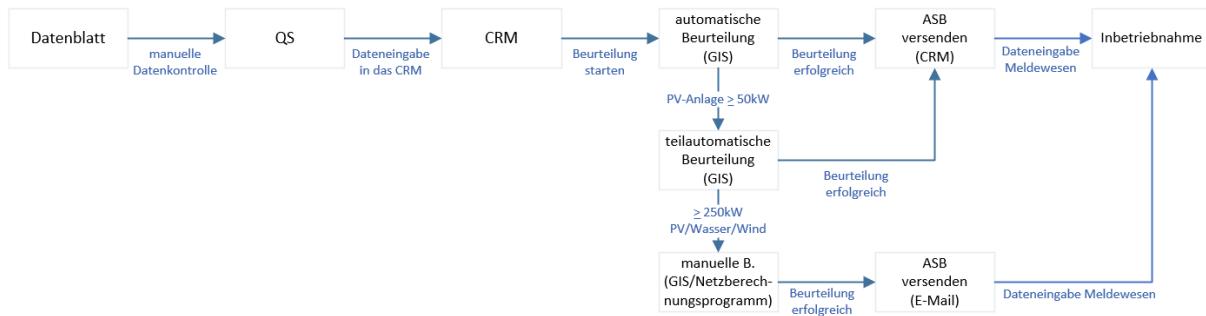 Datenblatt
manuelle
Datenkontrolle
QS
Dateneingabe
in das CRM
CRM
Beurteilung
starten
automatische
Beurteilung
(GIS)
Beurteilung
erfolgreich
ASB
versenden
(CRM)
Dateneingabe
Meldewesen
Inbetriebnahme
PV-Anlage ≥ 50kW
teilautomatische
Beurteilung
(GIS)
Beurteilung
erfolgreich
≥ 250kW
PV/Wasser/Wind
manuelle B.
(GIS/Netzberech-
nungsprogramm)
Beurteilung
erfolgreich
ASB
versenden
(E-Mail)
Dateneingabe Meldewesen